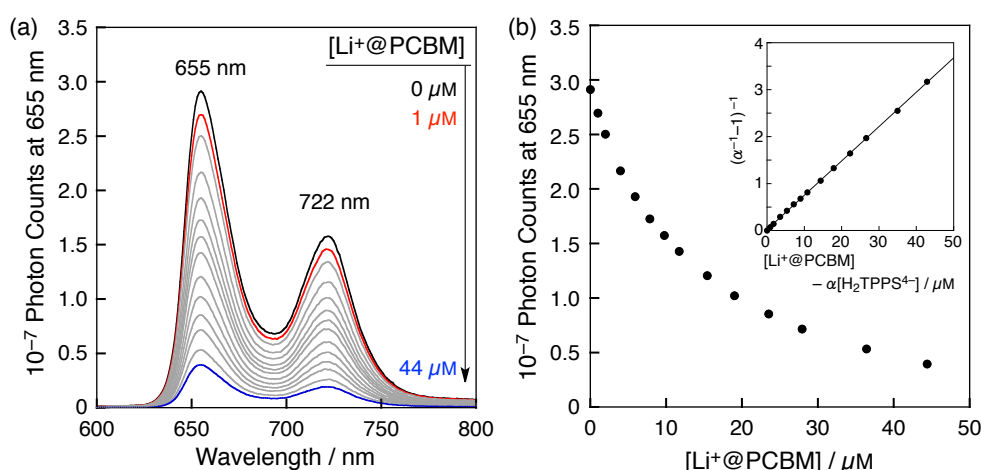 (a)
10⁻⁷ Photon Counts at 655 nm
3.5
3.0
2.5
2.0
1.5
1.0
0.5
0
600
650
700
750
800
Wavelength / nm
655 nm
722 nm
[Li⁺@PCBM]
0 µM
1 µM
44 µM
(b)
10⁻⁷ Photon Counts at 655 nm
3.5
3.0
2.5
2.0
1.5
1.0
0.5
0
0
10
20
30
40
50
[Li⁺@PCBM] / µM
(α⁻¹–1)⁻¹
4
3
2
1
0
0
10
20
30
40
50
[Li⁺@PCBM]
– α[H₂TPPS⁴⁻] / µM